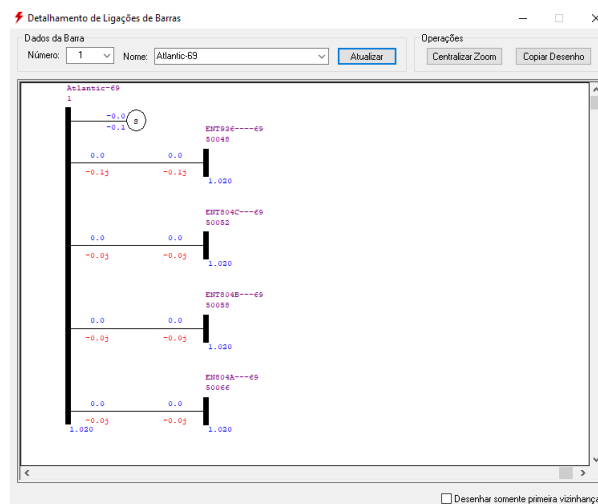 Detalhamento de Ligações de Barras
Dados da Barra
Número: 1 Nome: Atlantic-69 Atualizar
Operações
Centralizar Zoom Copiar Desenho
Atlantic-69
1
-0.0
-0.1
s
ENT936----69
50048
0.0 0.0
-0.1j -0.1j
1.020
ENT804C---69
50052
0.0 0.0
-0.0j -0.0j
1.020
ENT804B---69
50058
0.0 0.0
-0.0j -0.0j
1.020
EN804A---69
50066
0.0 0.0
-0.0j -0.0j
1.020 1.020
Desenhar somente primeira vizinhança